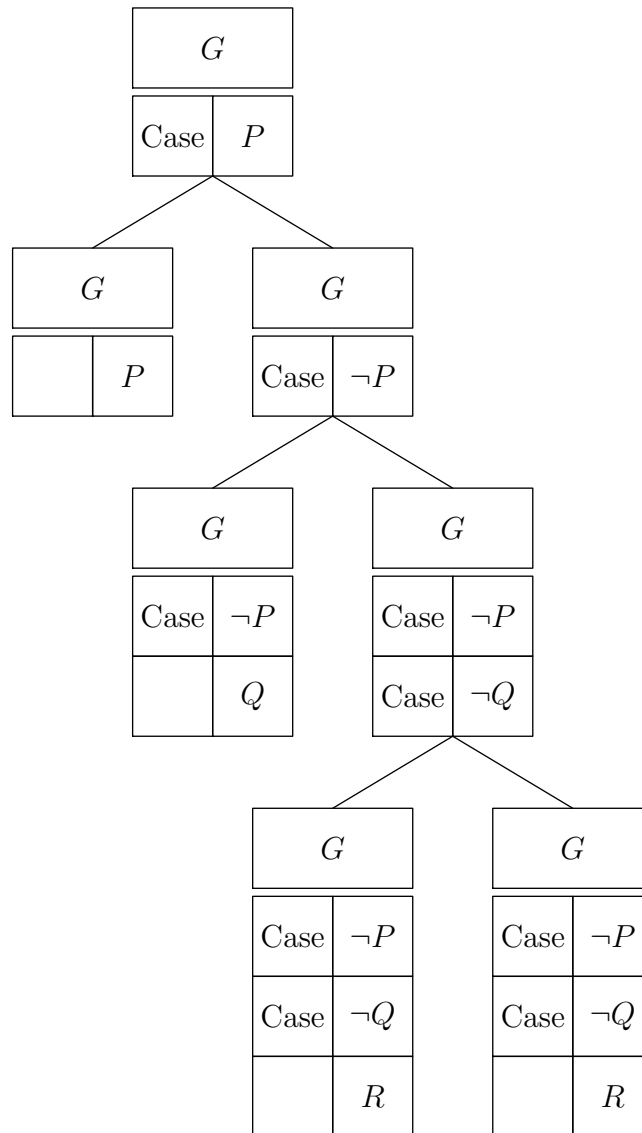 G
Case P
G G
P Case ¬P
G G
Case ¬P Case ¬P
Q Case ¬Q
G G
Case ¬P Case ¬P
Case ¬Q Case ¬Q
R R